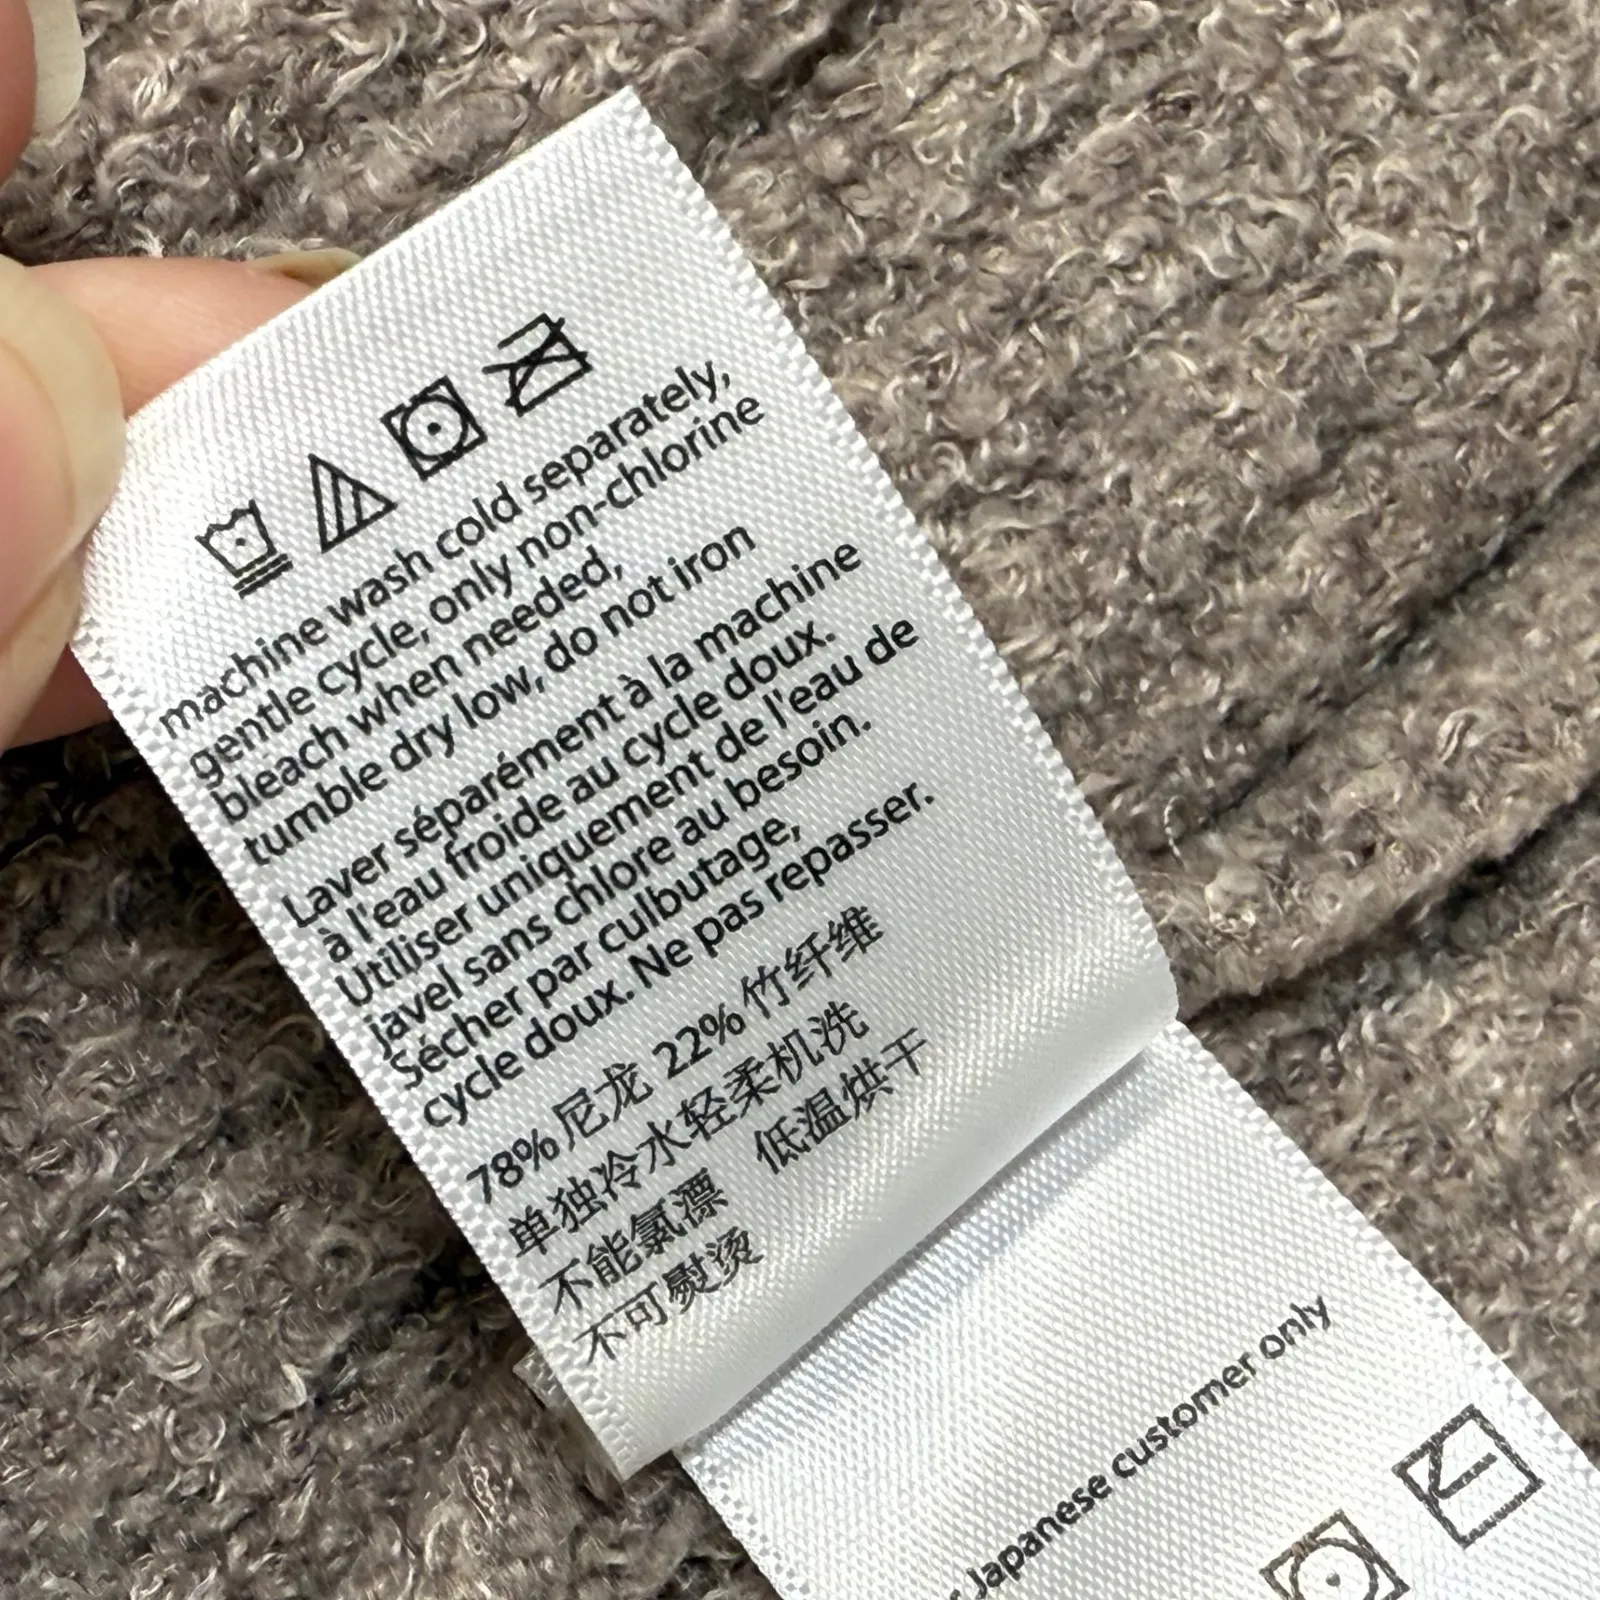 machine wash cold separately,
gentle cycle, only non-chlorine
bleach when needed,
tumble dry low, do not iron
Laver séparément à la machine
à l'eau froide au cycle doux.
Utiliser uniquement de l'eau de
javel sans chlore au besoin.
Sécher par culbutage,
cycle doux. Ne pas repasser.
78% 尼龙 22% 竹纤维
单独冷水轻柔机洗
不能氯漂 低温烘干
不可熨烫
Japanese customer only